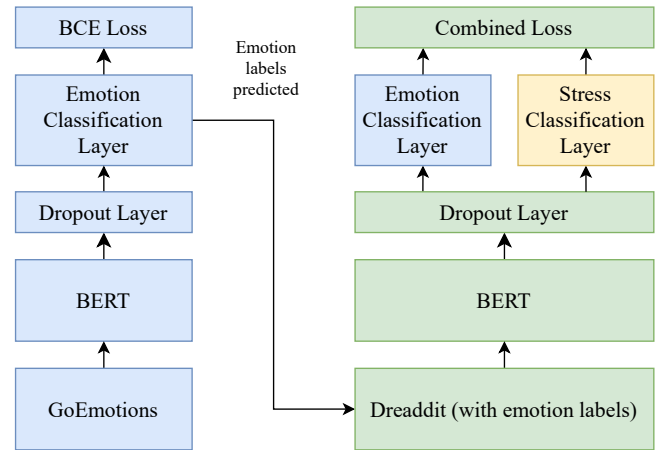 BCE Loss
Emotion
Classification
Layer
Dropout Layer
BERT
GoEmotions
Emotion
labels
predicted
Combined Loss
Emotion
Classification
Layer
Stress
Classification
Layer
Dropout Layer
BERT
Dreaddit (with emotion labels)